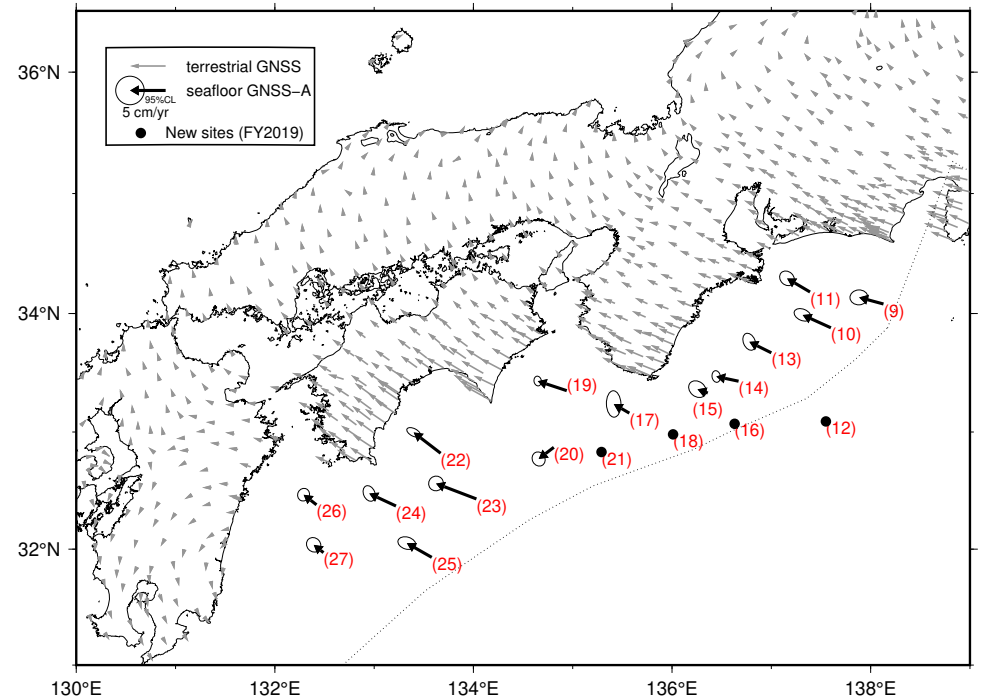 36°E
terrestrial GNSS
seafloor GNSS−A
95%CL
5 cm/yr
New sites (FY2019)
34°E
(11)
(9)
(10)
(13)
(14)
(19)
(15)
(17)
(16)
(12)
(18)
(20)
(21)
(22)
(23)
(24)
(26)
(25)
(27)
32°E
130°E
132°E
134°E
136°E
138°E